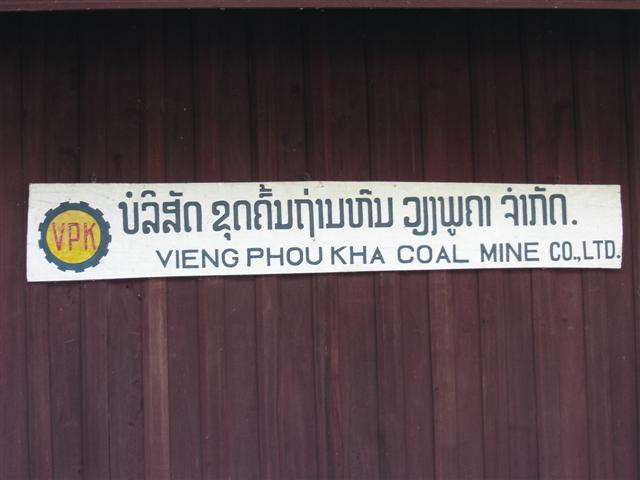 VPK
ບໍລິສັດ ຂຸດຄົ້ນຖ່ານຫີນ ວຽງພູຄາ ຈຳກັດ.
VIENG PHOU KHA COAL MINE CO.,LTD.